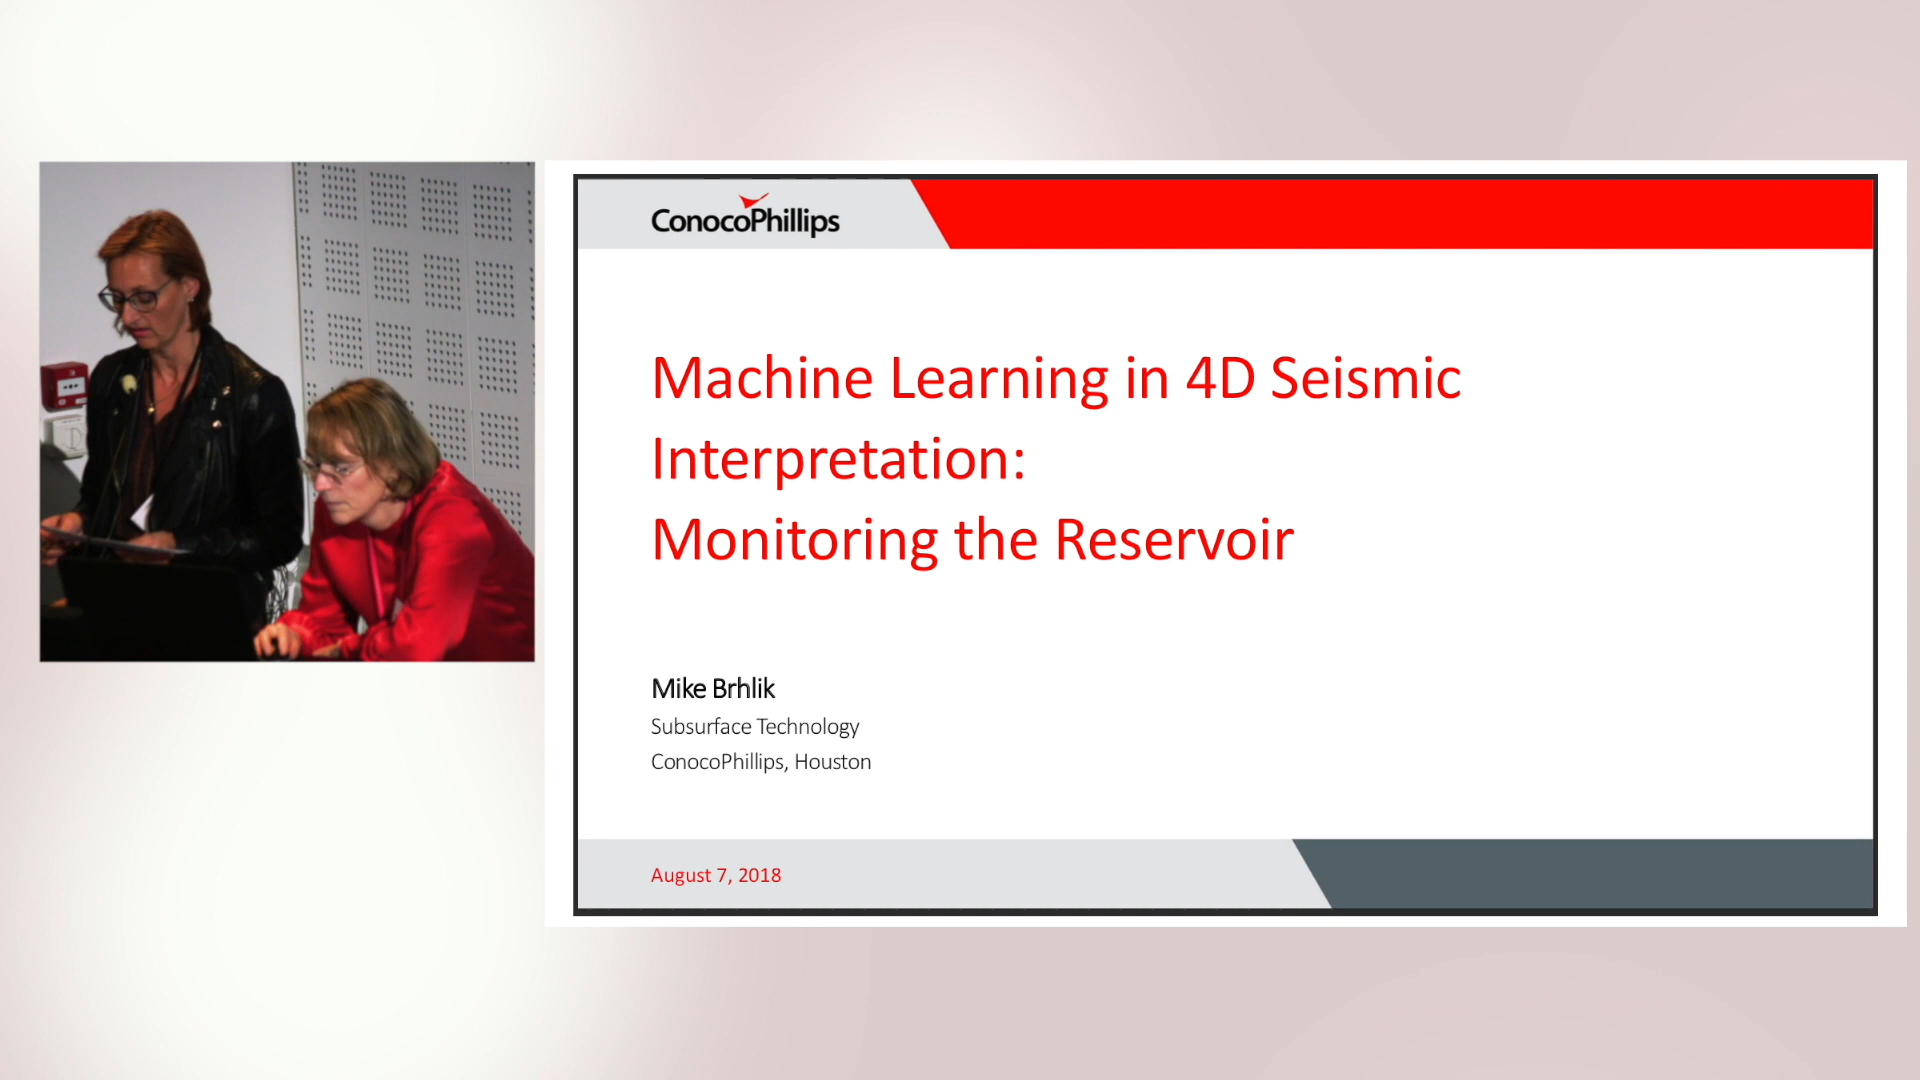 ConocoPhillips
Machine Learning in 4D Seismic
Interpretation:
Monitoring the Reservoir
Mike Brhlik
Subsurface Technology
ConocoPhillips, Houston
August 7, 2018